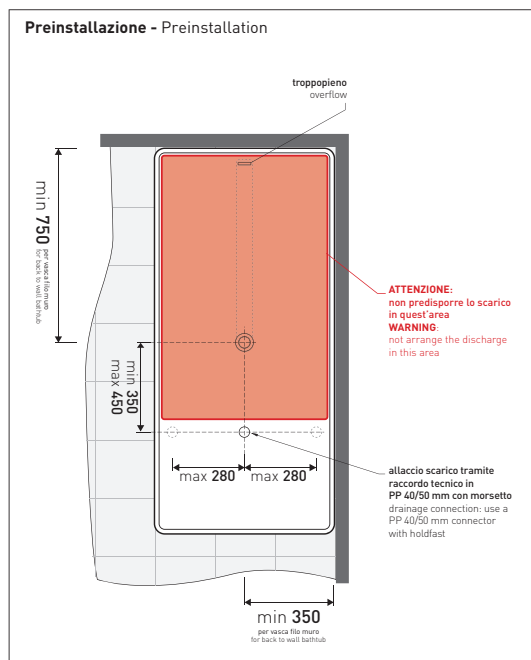 Preinstallazione - Preinstallation
troppopieno
overflow
min 750
per vasca filo muro
for back to wall bathtub
ATTENZIONE:
non predisporre lo scarico
in quest'area
WARNING:
not arrange the discharge
in this area
min 350
max 450
max 280
max 280
allaccio scarico tramite
raccordo tecnico in
PP 40/50 mm con morsetto
drainage connection: use a
PP 40/50 mm connector
with holdfast
min 350
per vasca filo muro
for back to wall bathtub